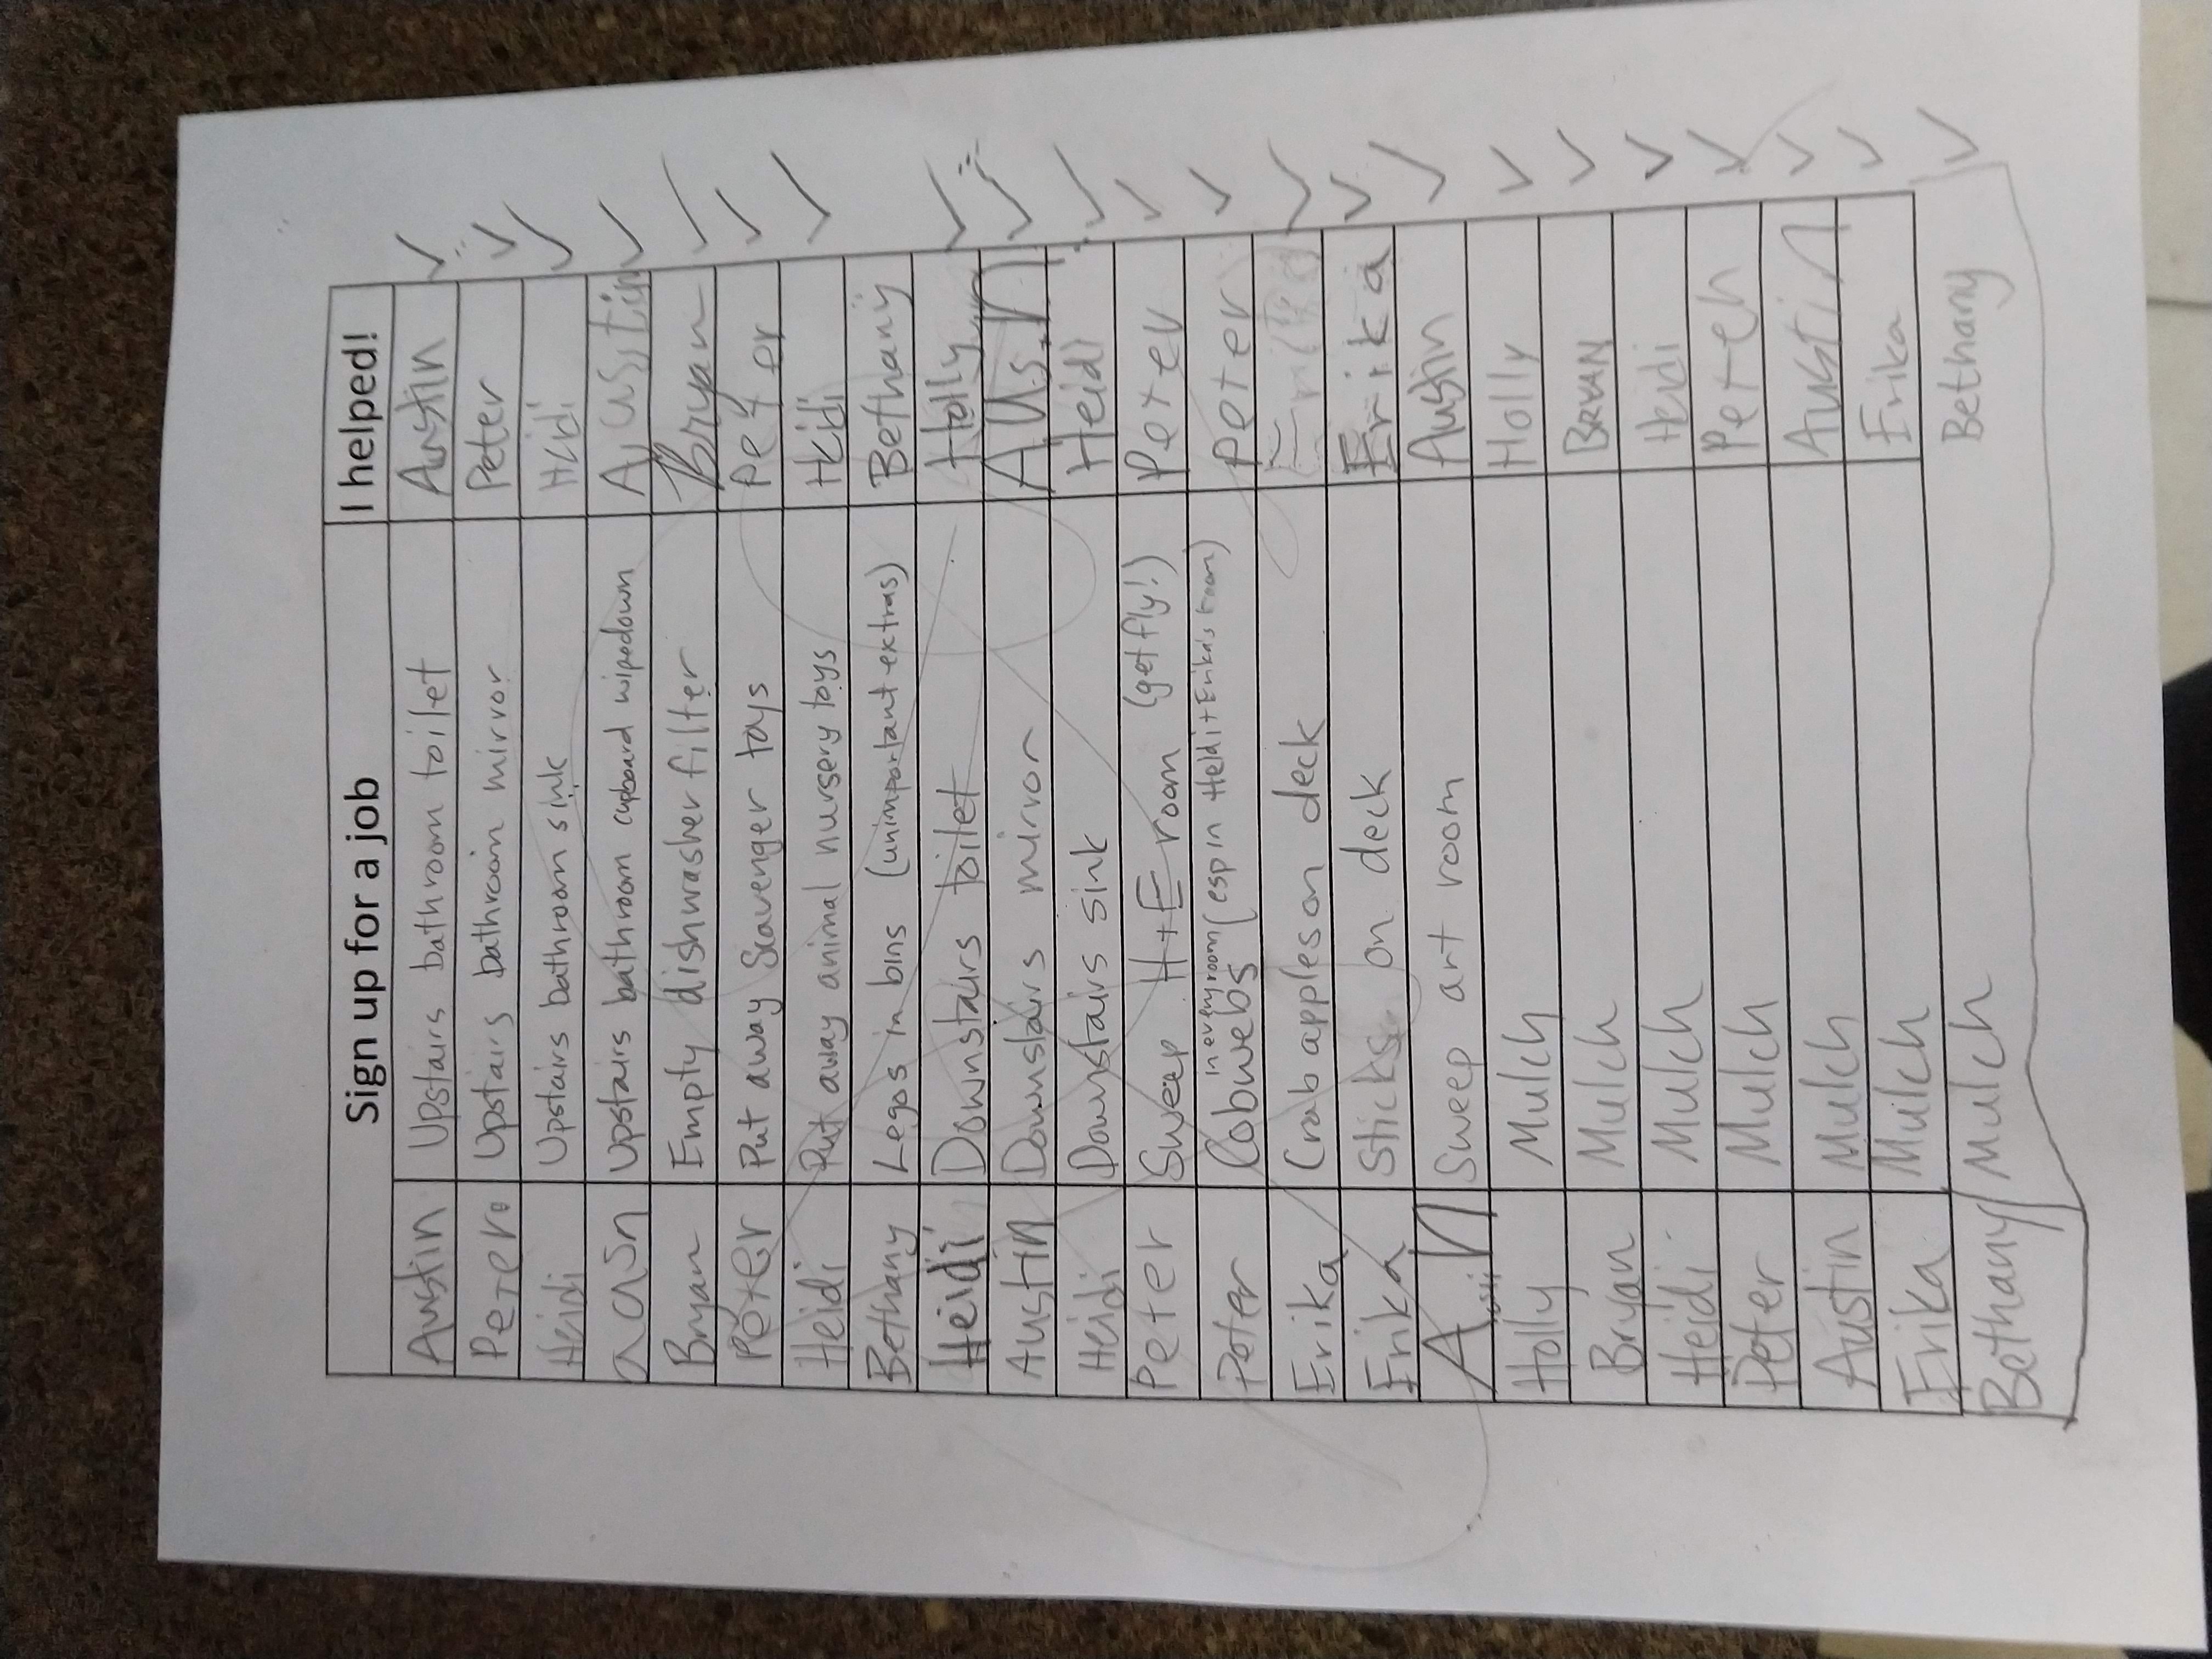 Sign up for a job I helped!
Austin Upstairs bathroom toilet Austin
Peter Upstairs bathroom mirror Peter
Heidi Upstairs bathroom sink Heidi
Upstairs bathroom cupboard wipedown Austin
Bryan Empty dishwasher filter Bryan
Peter Put away Scavenger toys Peter
Heidi Put away animal nursery toys Heidi
Bethany Legos in bins (unimportant extras) Bethany
Heidi Downstairs toilet Holly
Austin Downstairs mirror Austin
Heidi Downstairs sink Heidi
Peter Sweep H+E room (get fly!) Peter
Peter Cobwebs in every room (esp in Heidi + Erika's room) Peter
Erika Crab apples on deck Erika
Erika Sticks on deck Erika
Austin Sweep art room Austin
Holly Mulch Holly
Bryan Mulch Bryan
Heidi Mulch Heidi
Peter Mulch Peter
Austin Mulch Austin
Erika Mulch Erika
Bethany Mulch Bethany